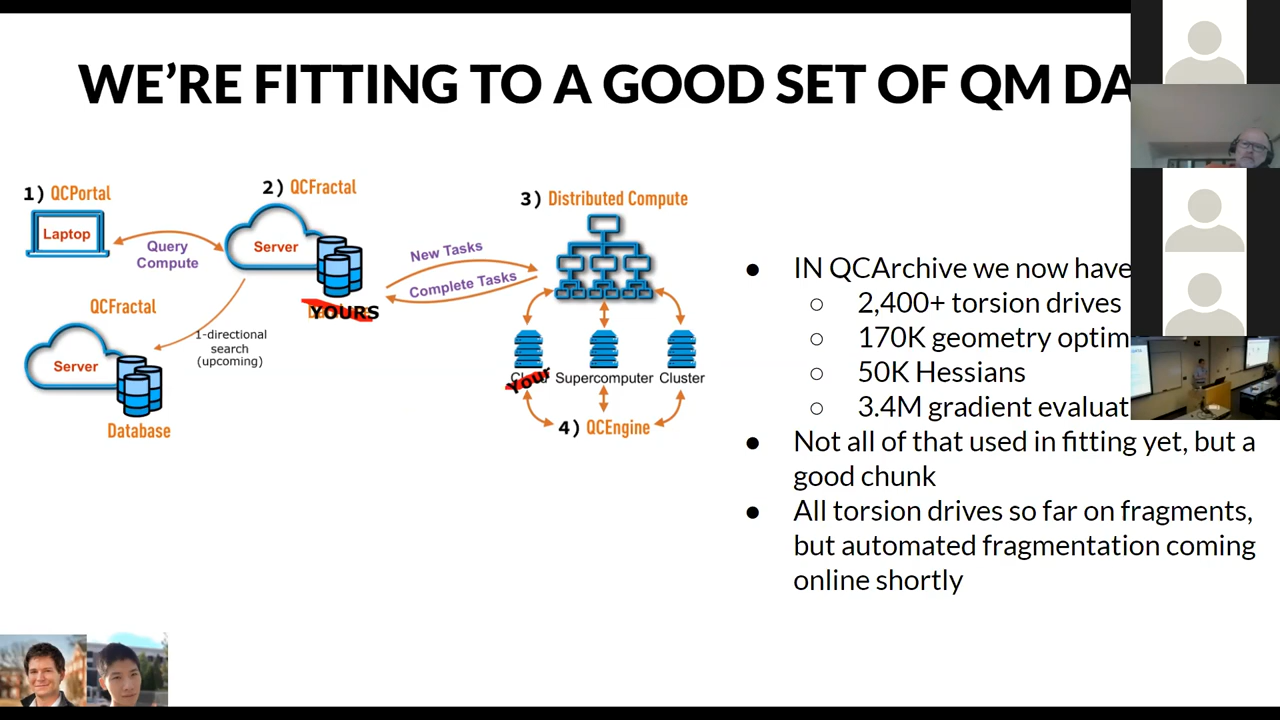 WE'RE FITTING TO A GOOD SET OF QM DA
1) QCPortal
Laptop
Query
Compute
2) QCFractal
Server
YOURS
New Tasks
Complete Tasks
3) Distributed Compute
QCFractal
Server
Database
1-directional
search
(upcoming)
Your
Supercomputer
Cluster
4) QCEngine
● IN QCArchive we now have
○ 2,400+ torsion drives
○ 170K geometry optim
○ 50K Hessians
○ 3.4M gradient evaluat
● Not all of that used in fitting yet, but a
good chunk
● All torsion drives so far on fragments,
but automated fragmentation coming
online shortly